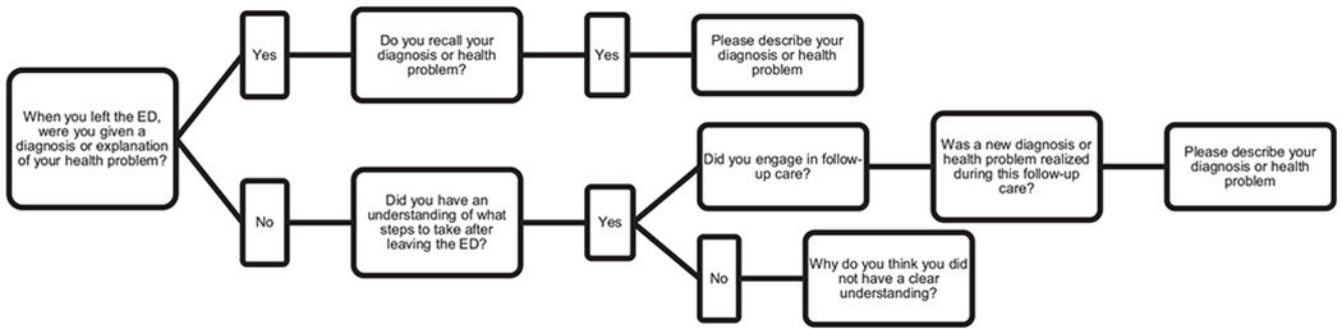 When you left the ED,
were you given a
diagnosis or explanation
of your health problem?
Yes
Do you recall your
diagnosis or health
problem?
Yes
Please describe your
diagnosis or health
problem
No
Did you have an
understanding of what
steps to take after
leaving the ED?
Yes
Did you engage in follow-
up care?
Was a new diagnosis or
health problem realized
during this follow-up
care?
Please describe your
diagnosis or health
problem
No
Why do you think you did
not have a clear
understanding?